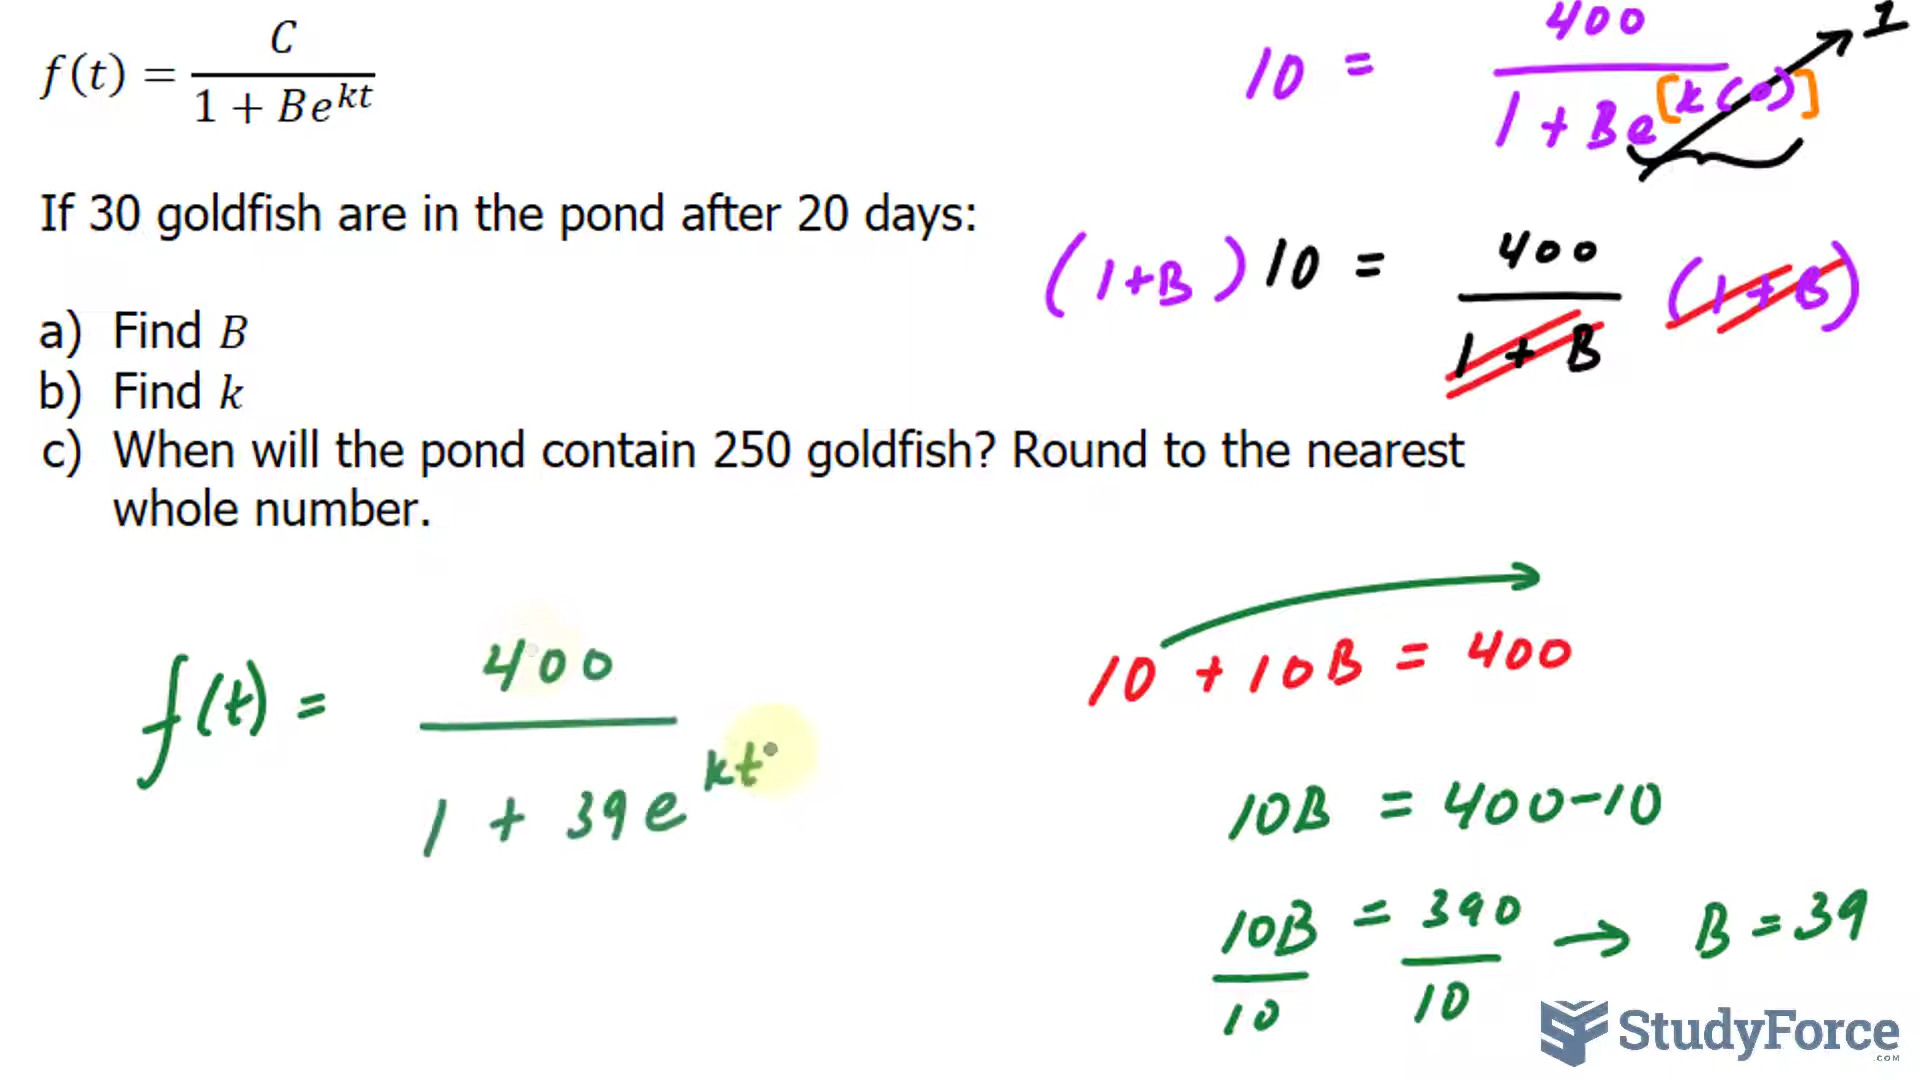 f(t) = C / (1 + Be^{kt})
If 30 goldfish are in the pond after 20 days:
a) Find B
b) Find k
c) When will the pond contain 250 goldfish? Round to the nearest
whole number.
f(t) = 400 / (1 + 39e^{kt})
10 = 400 / (1 + Be^{[k(0)]}) 1
(1+B) 10 = 400 / (1 + B) (1+B)
10 + 10B = 400
10B = 400-10
10B / 10 = 390 / 10 → B = 39
StudyForce
.COM